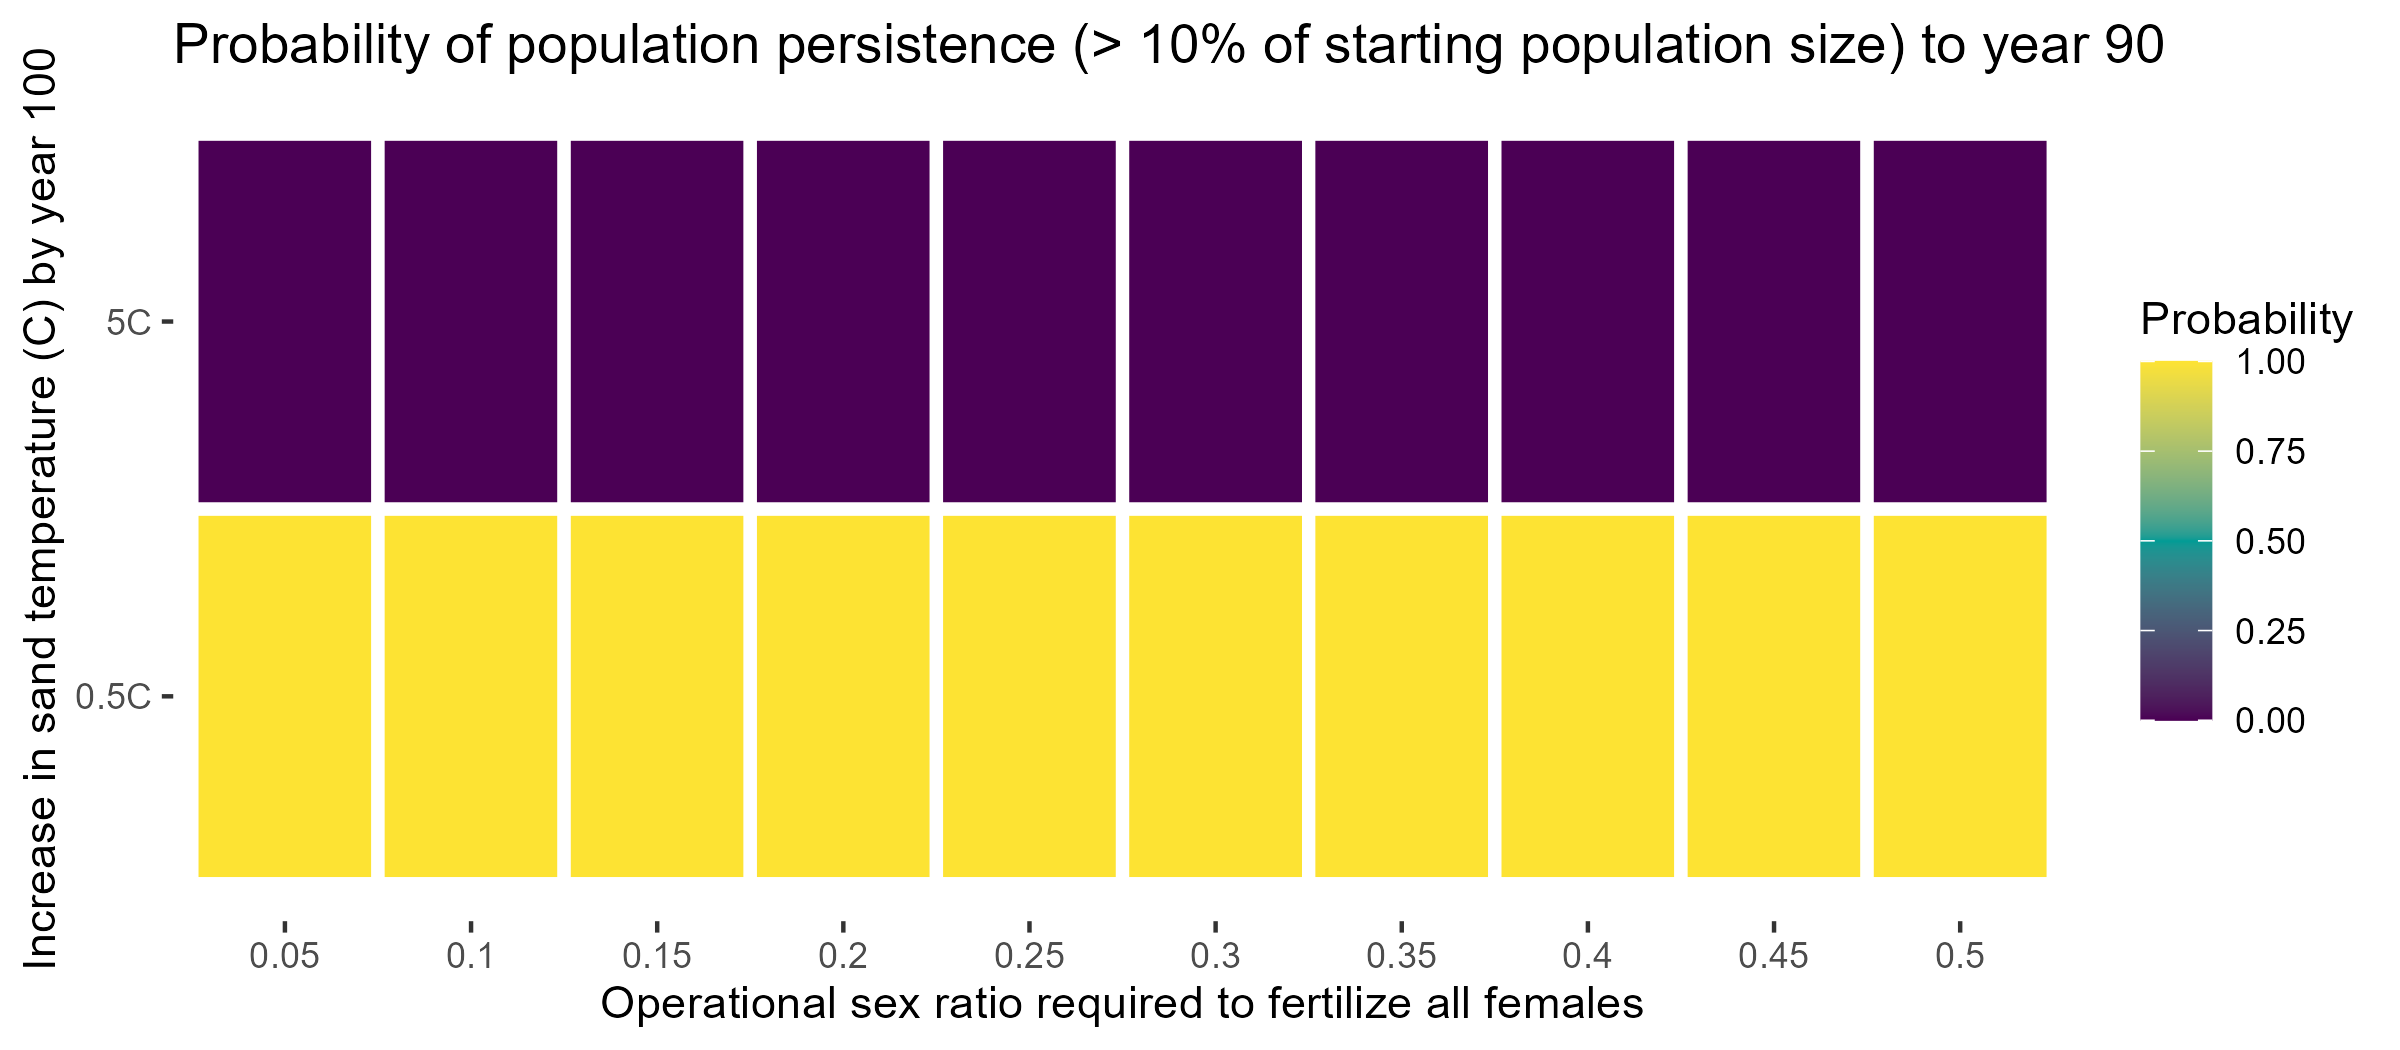 Probability of population persistence (> 10% of starting population size) to year 90
Increase in sand temperature (C) by year 100
5C
0.5C
0.05 0.1 0.15 0.2 0.25 0.3 0.35 0.4 0.45 0.5
Operational sex ratio required to fertilize all females
Probability
1.00
0.75
0.50
0.25
0.00